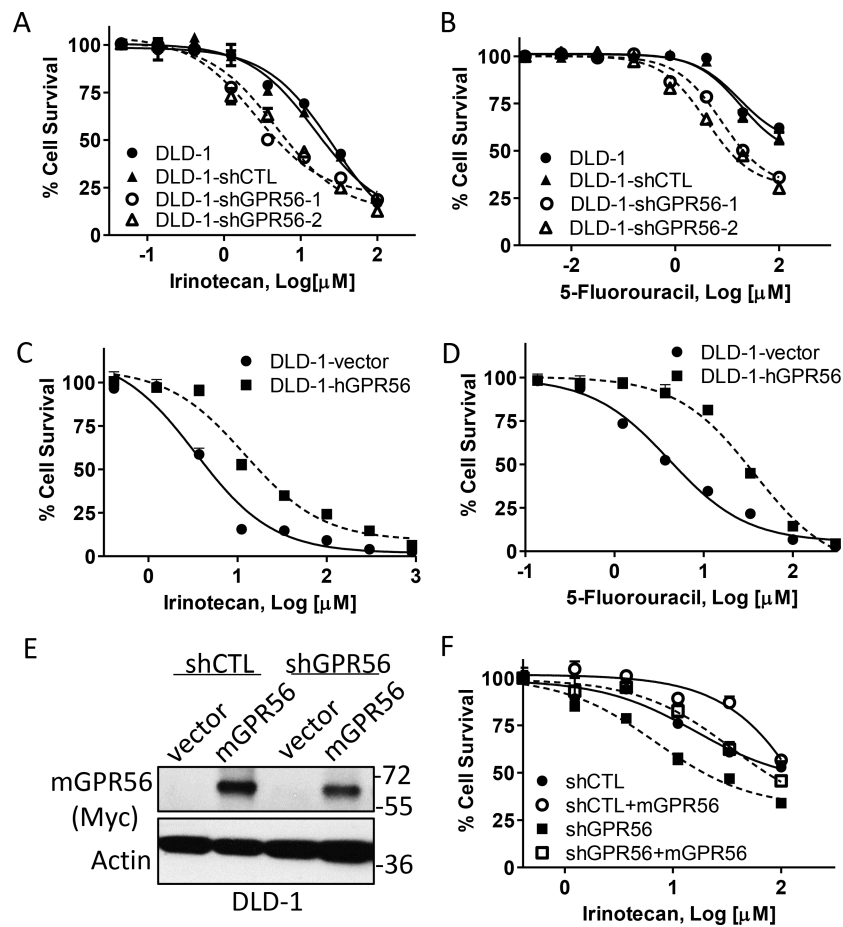 A
100
75
50
25
0
% Cell Survival
DLD-1
DLD-1-shCTL
DLD-1-shGPR56-1
DLD-1-shGPR56-2
-1 0 1 2
Irinotecan, Log[μM]
B
100
75
50
25
0
% Cell Survival
DLD-1
DLD-1-shCTL
DLD-1-shGPR56-1
DLD-1-shGPR56-2
-2 0 2
5-Fluorouracil, Log [μM]
C
100
75
50
25
0
% Cell Survival
DLD-1-vector
DLD-1-hGPR56
0 1 2 3
Irinotecan, Log [μM]
D
100
75
50
25
0
% Cell Survival
DLD-1-vector
DLD-1-hGPR56
-1 0 1 2
5-Fluorouracil, Log [μM]
E
shCTL shGPR56
vector mGPR56 vector mGPR56
mGPR56
(Myc)
-72
-55
Actin
-36
DLD-1
F
100
75
50
25
0
% Cell Survival
shCTL
shCTL+mGPR56
shGPR56
shGPR56+mGPR56
0 1 2
Irinotecan, Log [μM]